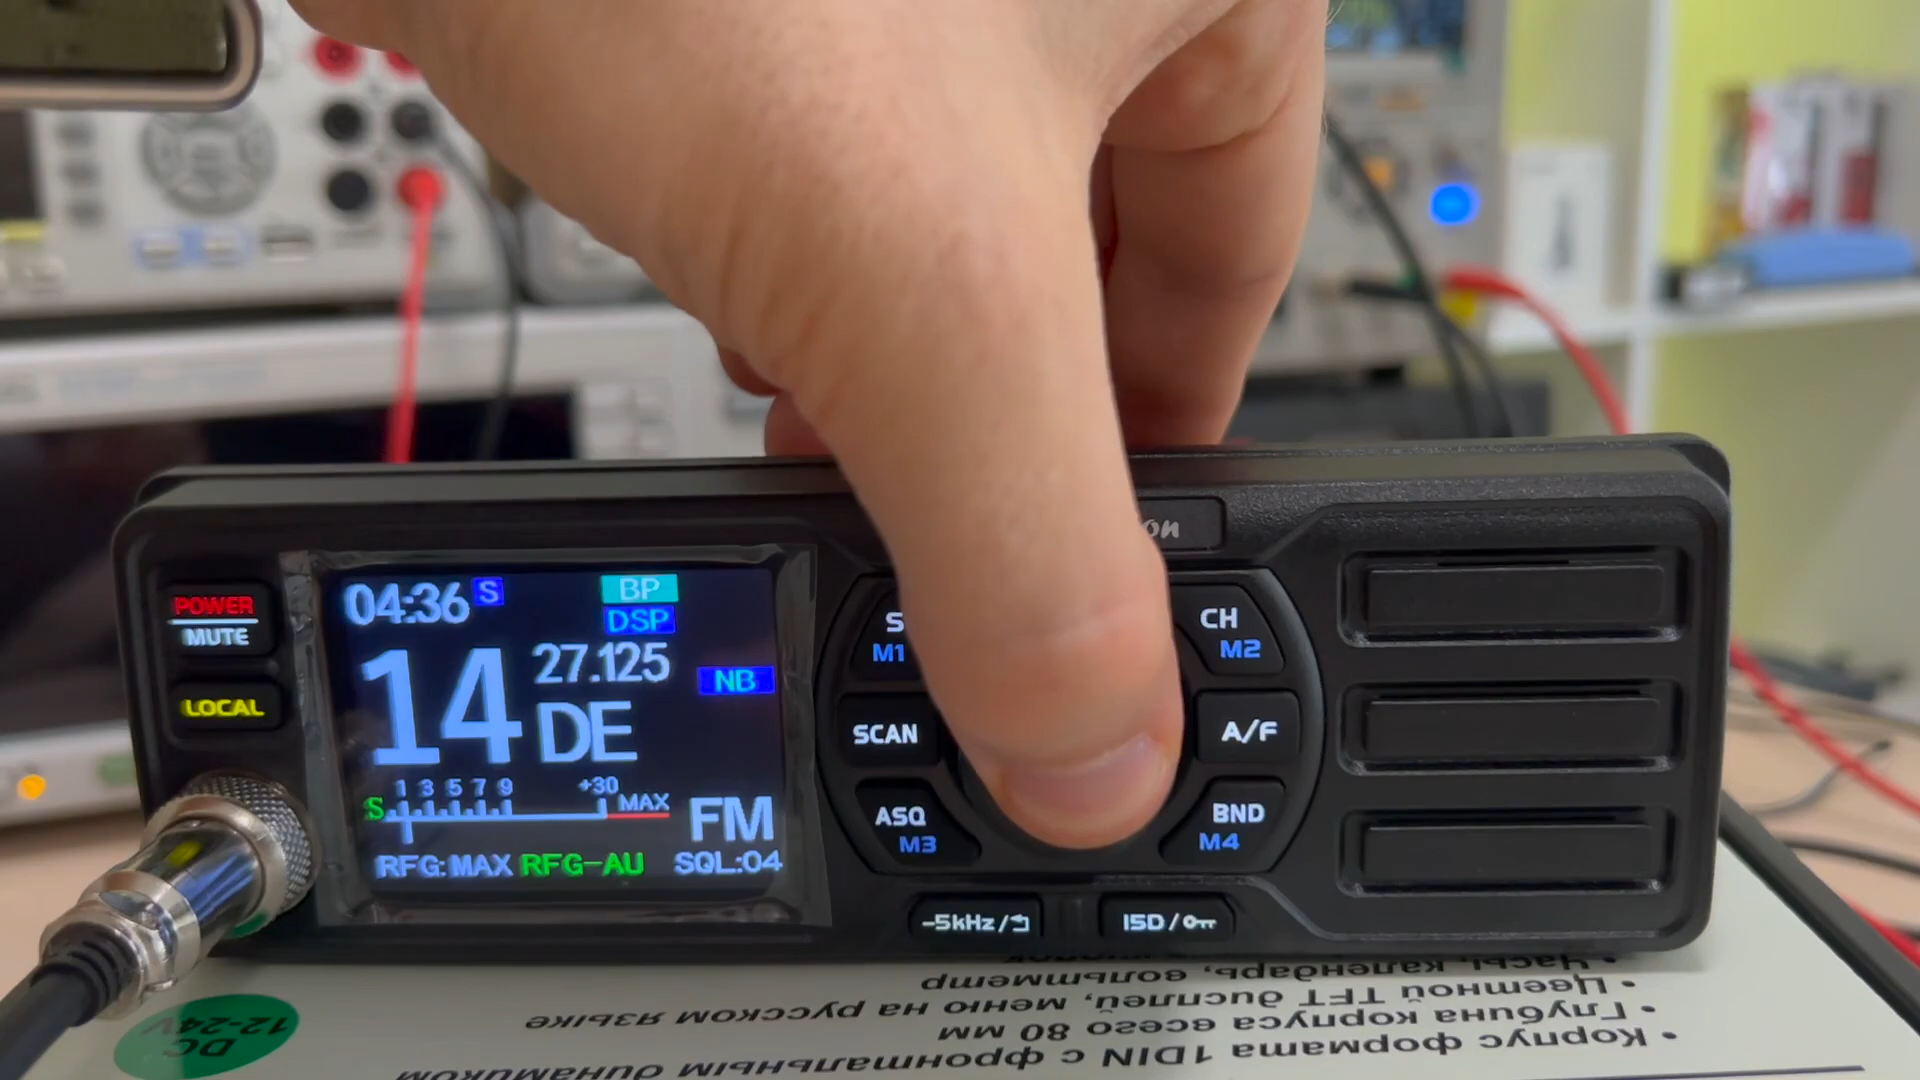 04:36 S
BP
DSP
14
27.125
DE
NB
1 3 5 7 9 +30
S
MAX
FM
RFG:MAX RFG-AU SQL:04
POWER
MUTE
LOCAL
M1
CH
M2
SCAN
A/F
ASQ
M3
BND
M4
-5kHz/
ISD/
• Корпус формата 1DIN с фронтальным динамиком
• Глубина корпуса всего 80 мм
• Цветной TFT дисплей, меню на русском языке
• Часы, календарь, вольтметр
DC
12-24V